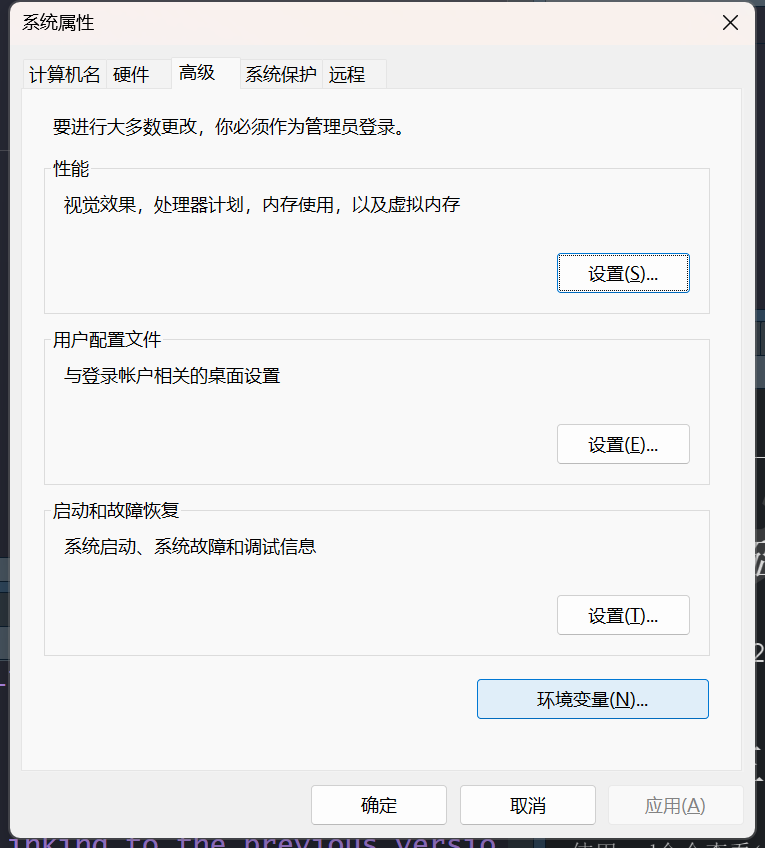 系统属性
计算机名 硬件 高级 系统保护 远程
要进行大多数更改，你必须作为管理员登录。
性能
视觉效果，处理器计划，内存使用，以及虚拟内存
设置(S)...
用户配置文件
与登录帐户相关的桌面设置
设置(E)...
启动和故障恢复
系统启动、系统故障和调试信息
设置(T)...
环境变量(N)...
确定 取消 应用(A)
inking to the previous versio